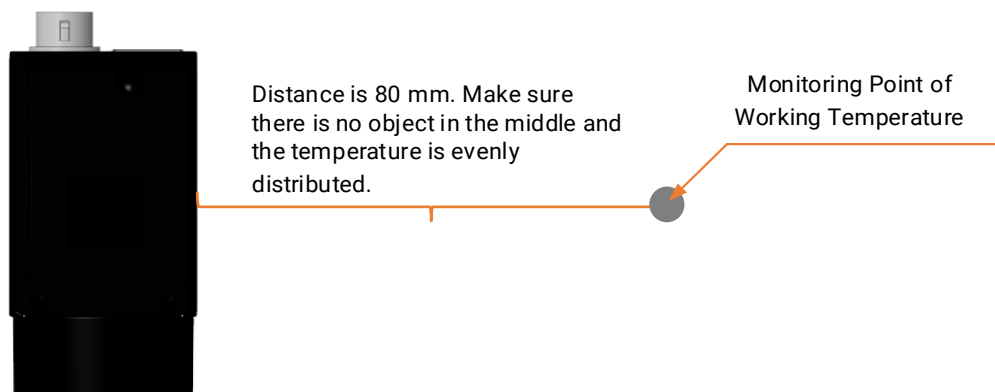 Distance is 80 mm. Make sure
there is no object in the middle and
the temperature is evenly
distributed.
Monitoring Point of
Working Temperature